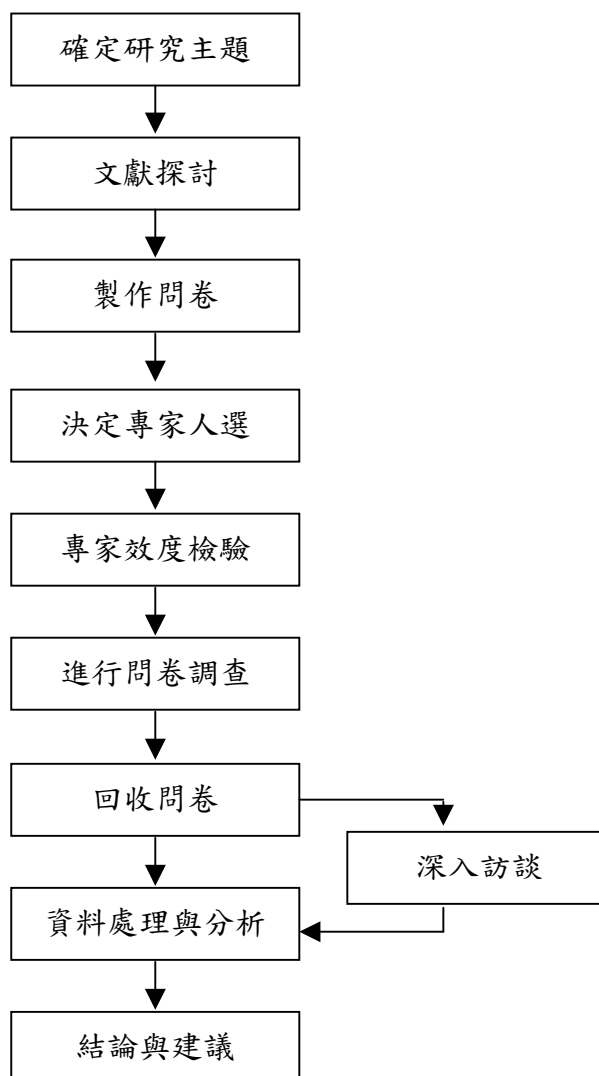 確定研究主題
文獻探討
製作問卷
決定專家人選
專家效度檢驗
進行問卷調查
回收問卷
深入訪談
資料處理與分析
結論與建議